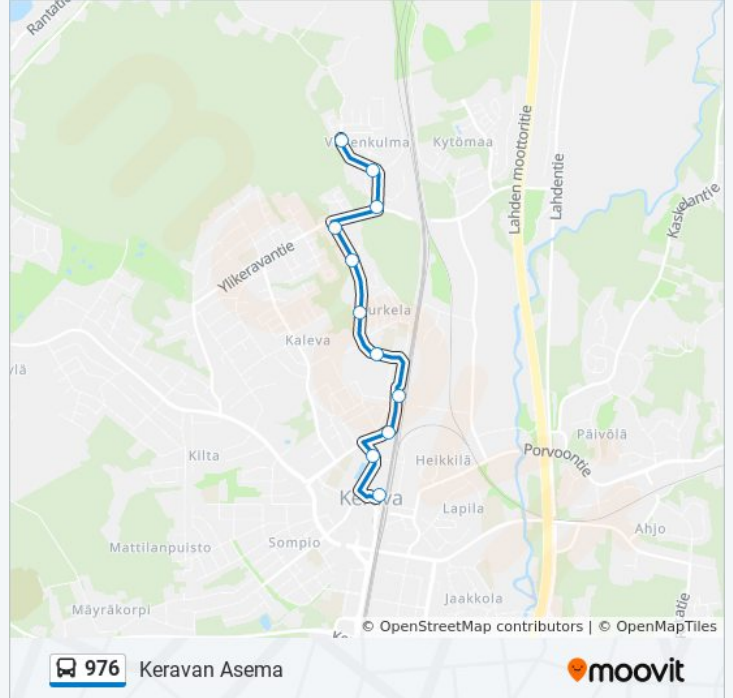 Rantatie
Kytömaa
Lahden moottoritie
Lahdentie
Kaskelantie
Ylikeravantie
Kaleva
Kilta
Heikkilä
Porvoontie
Päivölä
Lapila
Ahjo
Mattilanpuisto
Sompio
Jaakkola
Mäyräkorpi
© OpenStreetMap contributors | © OpenMapTiles
976 Keravan Asema
moovit